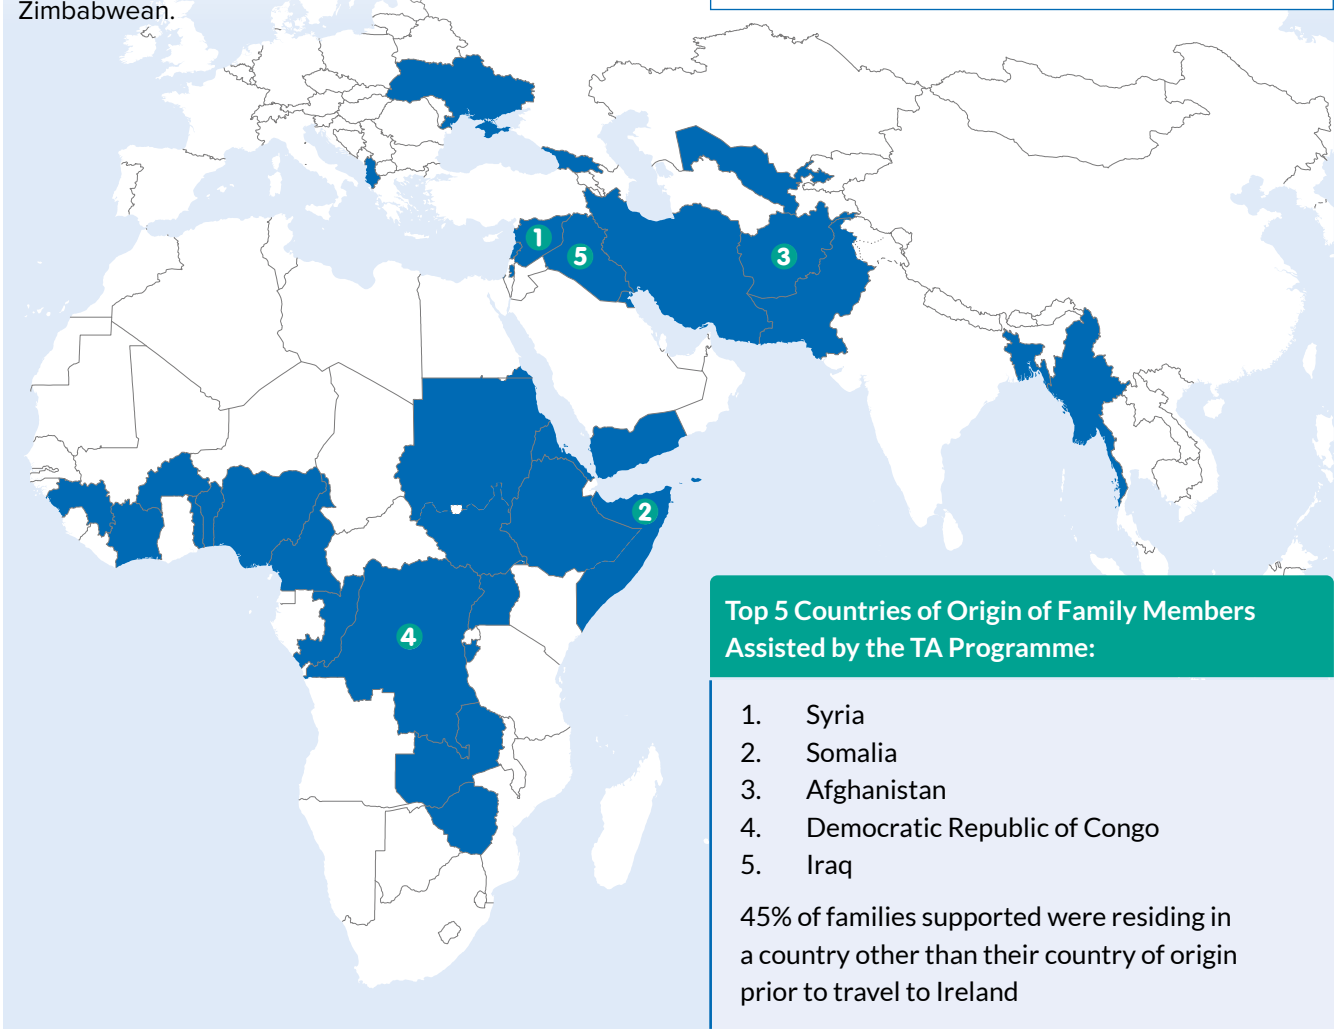 Zimbabwean.
1
5
3
2
4
Top 5 Countries of Origin of Family Members
Assisted by the TA Programme:
1. Syria
2. Somalia
3. Afghanistan
4. Democratic Republic of Congo
5. Iraq
45% of families supported were residing in
a country other than their country of origin
prior to travel to Ireland